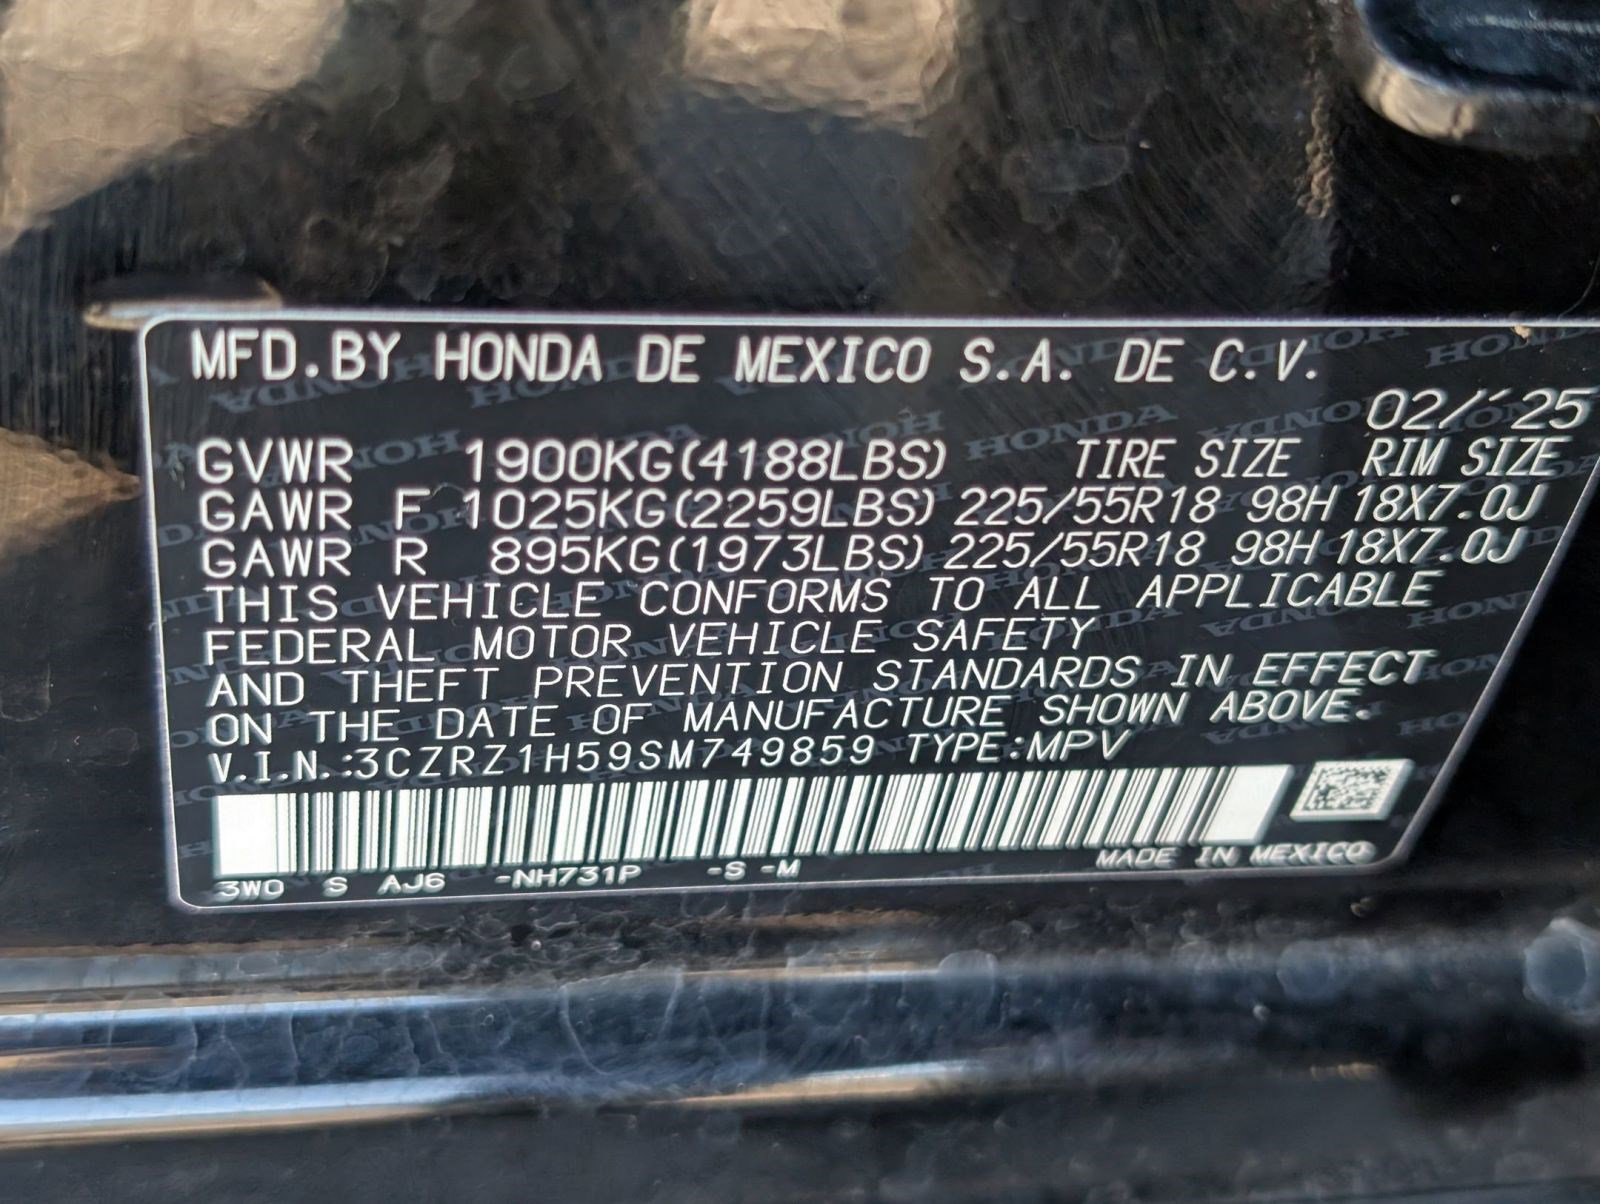 MFD.BY HONDA DE MEXICO S.A. DE C.V.
02/'25
GVWR 1900KG(4188LBS) TIRE SIZE RIM SIZE
GAWR F 1025KG(2259LBS) 225/55R18 98H 18X7.0J
GAWR R 895KG(1973LBS) 225/55R18 98H 18X7.0J
THIS VEHICLE CONFORMS TO ALL APPLICABLE
FEDERAL MOTOR VEHICLE SAFETY
AND THEFT PREVENTION STANDARDS IN EFFECT
ON THE DATE OF MANUFACTURE SHOWN ABOVE.
V.I.N.:3CZRZ1H59SM749859 TYPE:MPV
3W0 S AJ6 -NH731P -S -M MADE IN MEXICO